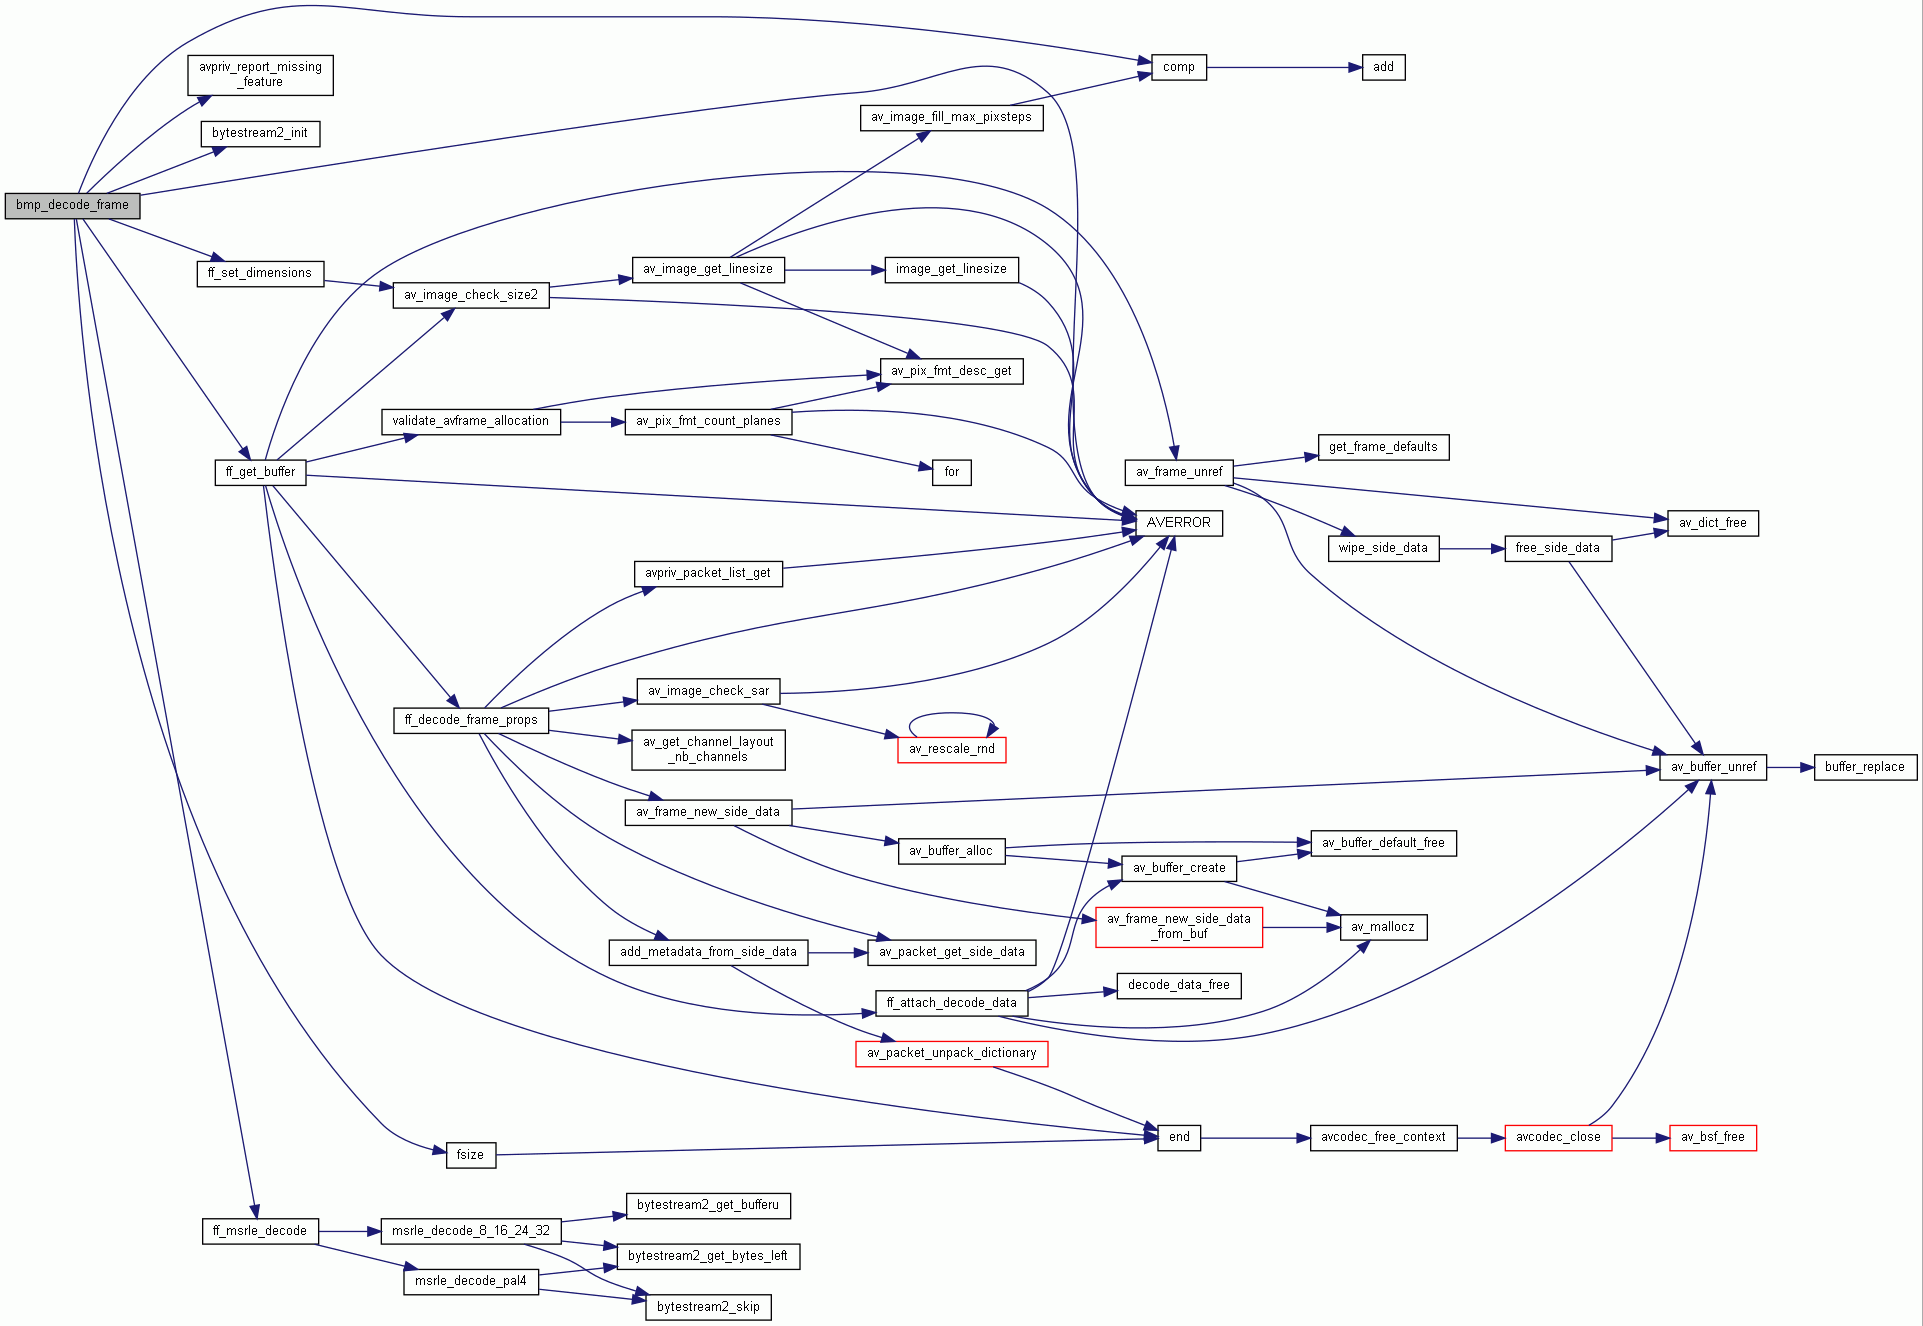 bmp_decode_frame
avpriv_report_missing
_feature
bytestream2_init
ff_set_dimensions
ff_get_buffer
fsize
ff_msrle_decode
av_image_check_size2
validate_avframe_allocation
ff_decode_frame_props
msrle_decode_8_16_24_32
msrle_decode_pal4
av_image_get_linesize
av_pix_fmt_count_planes
avpriv_packet_list_get
av_image_check_sar
av_get_channel_layout
_nb_channels
av_frame_new_side_data
add_metadata_from_side_data
bytestream2_get_bufferu
bytestream2_get_bytes_left
bytestream2_skip
av_image_fill_max_pixsteps
image_get_linesize
av_pix_fmt_desc_get
for
av_rescale_rnd
av_buffer_alloc
av_packet_get_side_data
ff_attach_decode_data
av_packet_unpack_dictionary
comp
av_frame_unref
AVERROR
av_buffer_create
av_frame_new_side_data
_from_buf
decode_data_free
end
add
get_frame_defaults
wipe_side_data
av_buffer_default_free
av_mallocz
avcodec_free_context
free_side_data
avcodec_close
av_dict_free
av_buffer_unref
av_bsf_free
buffer_replace